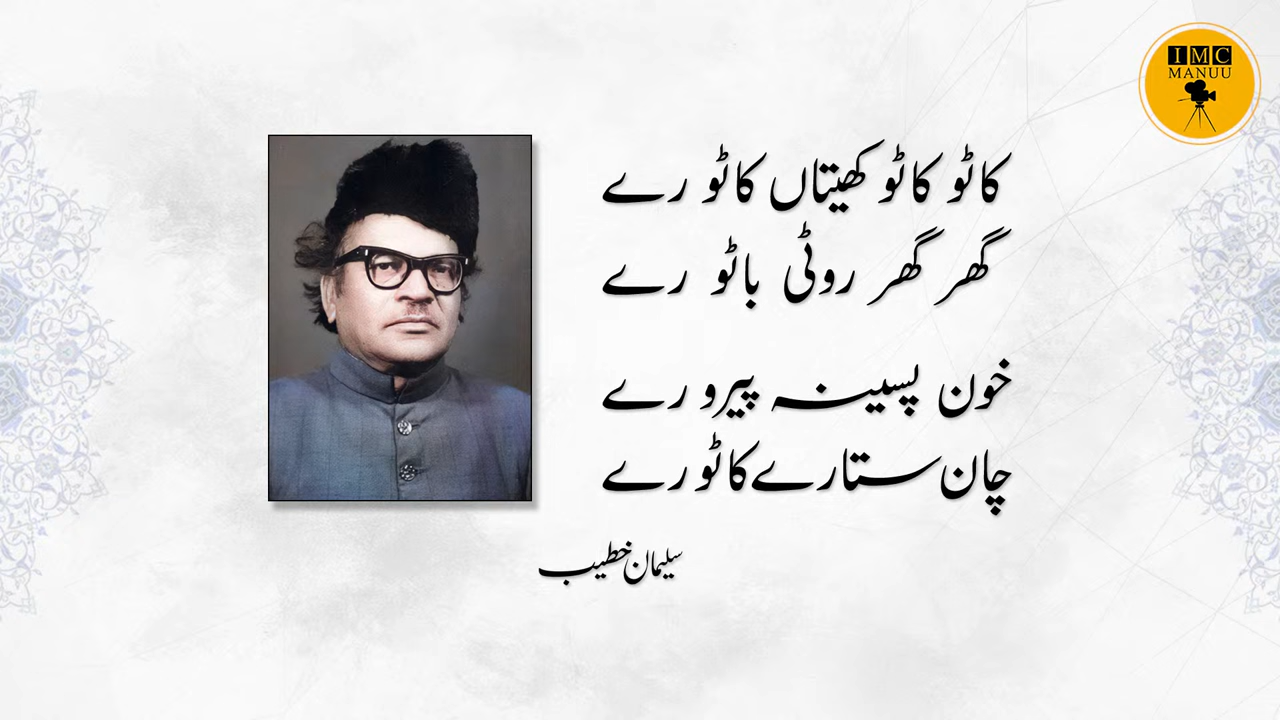 IMC
MANUU
کاٹو کاٹو کھیتاں کاٹو رے
گھر گھر روٹی باٹو رے
خون پسینہ پیرو رے
چان ستارے کاٹو رے
سلیمان خطیب